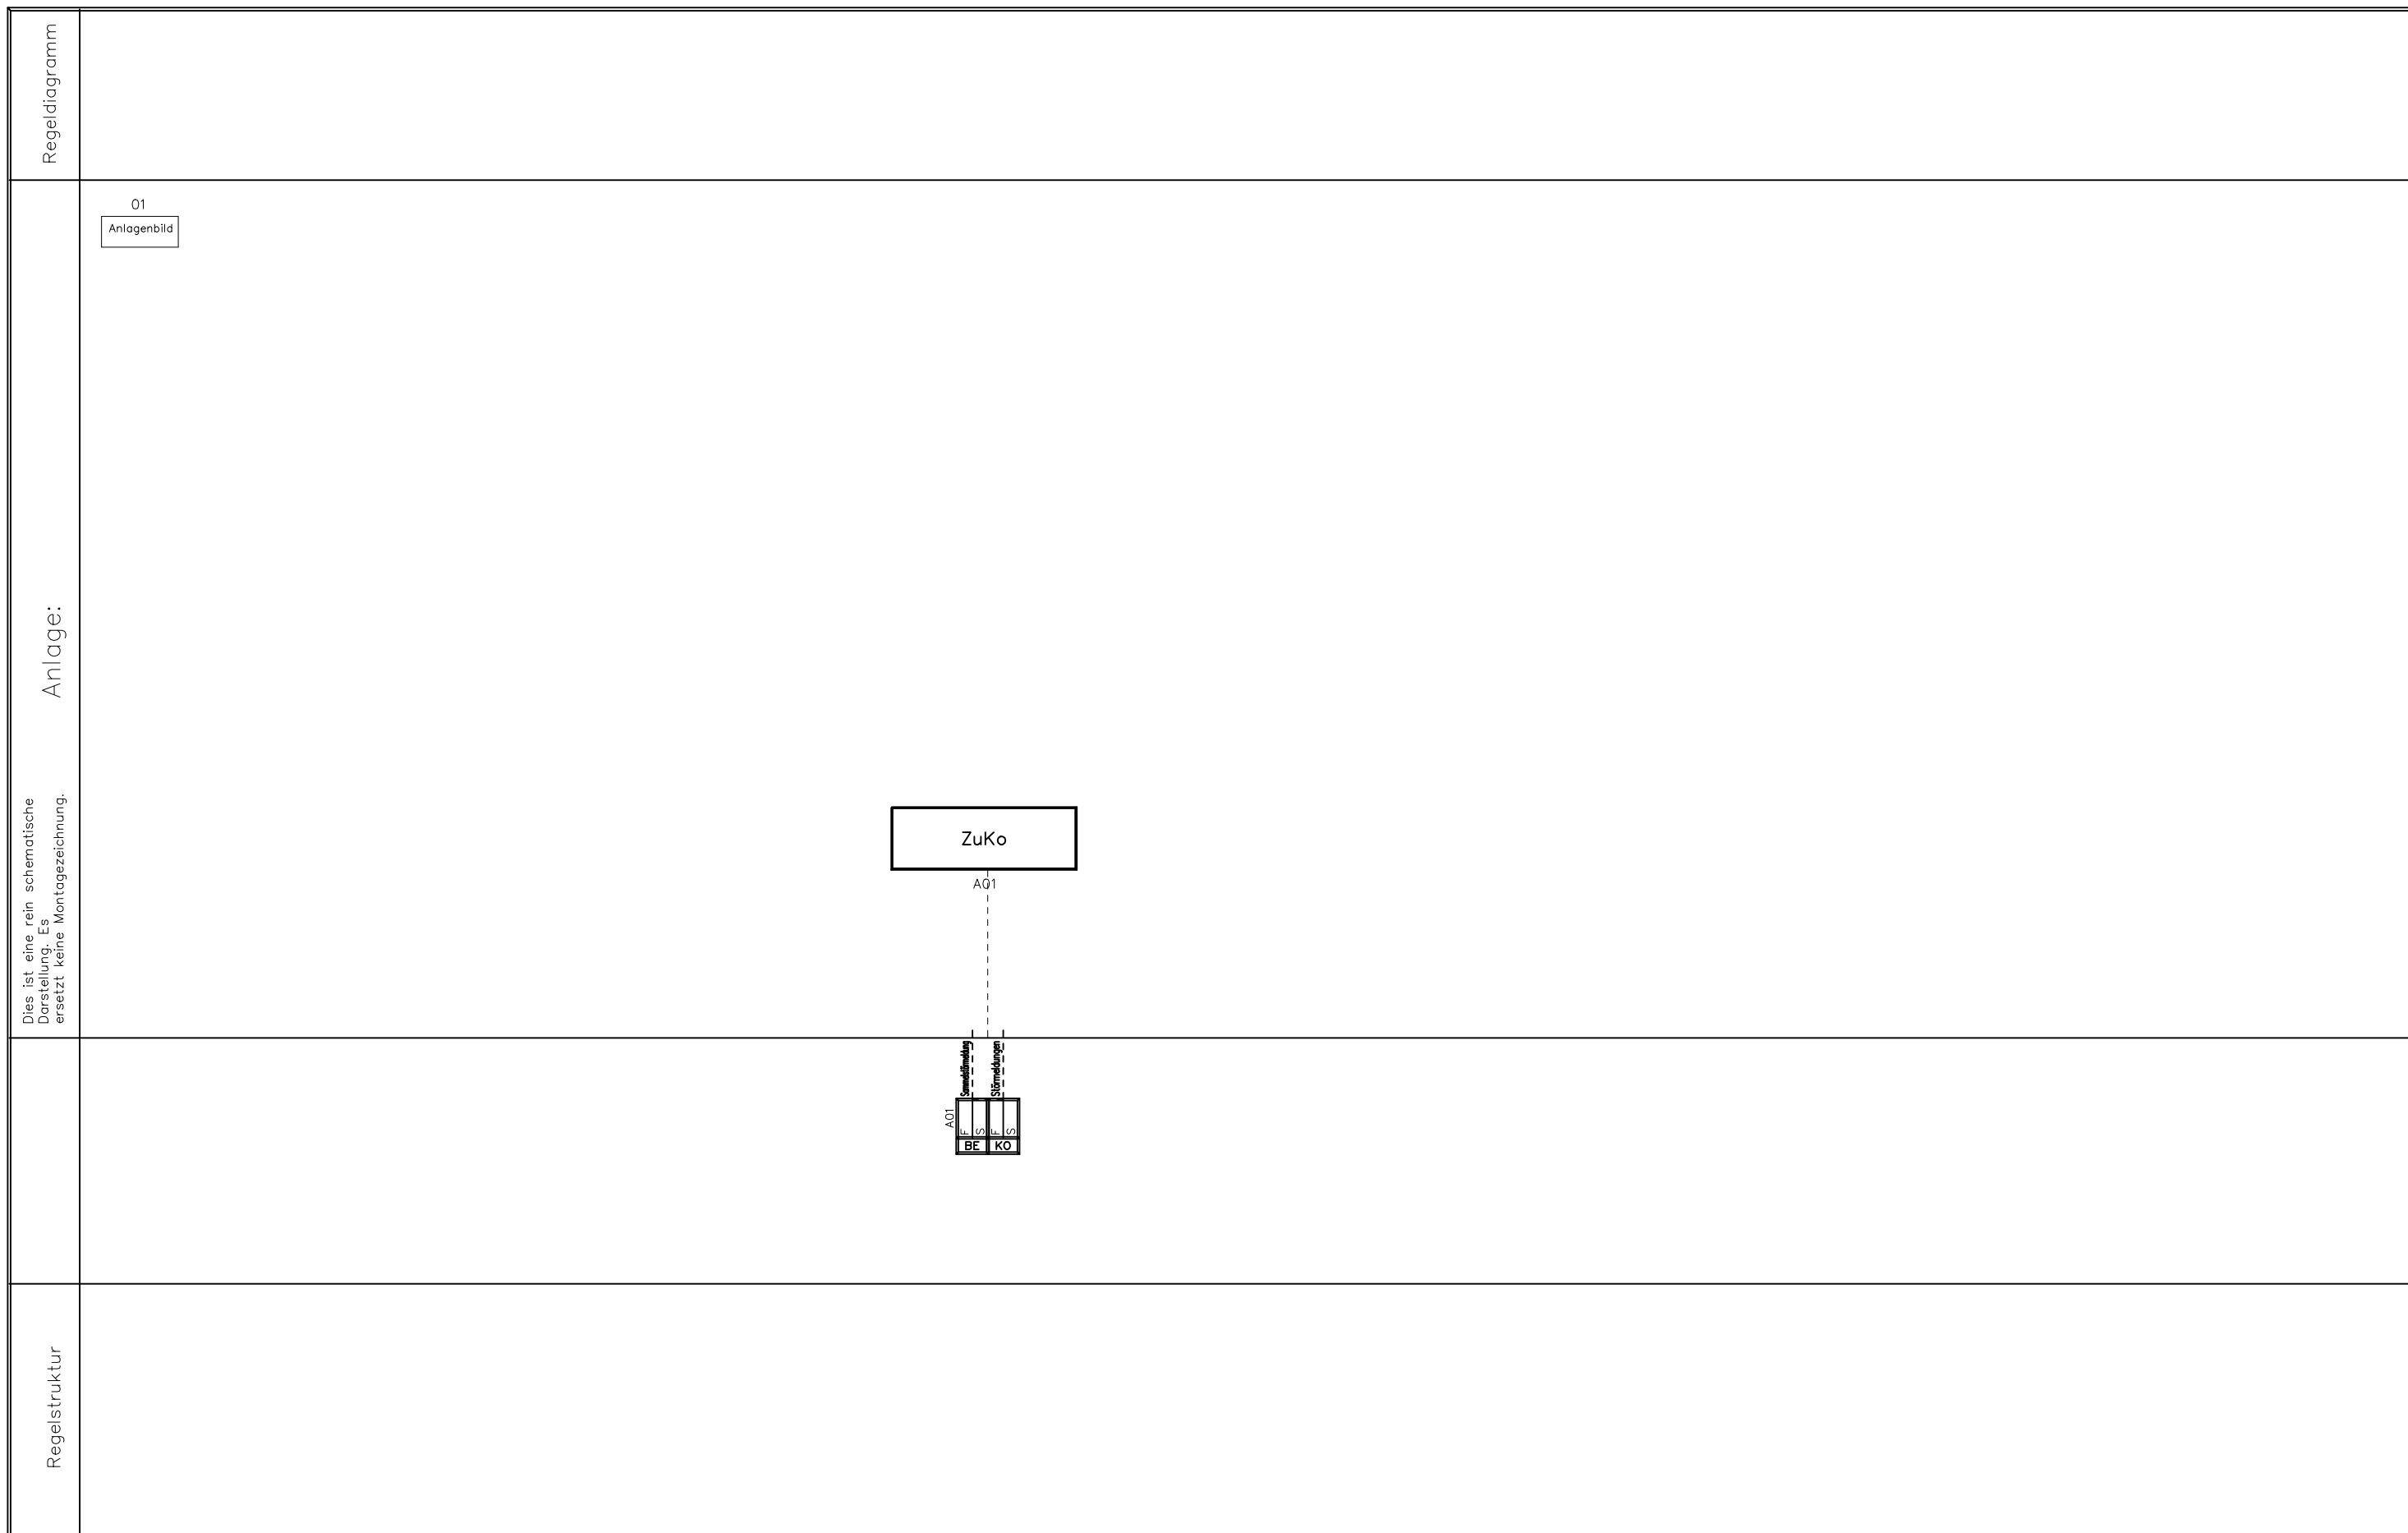 Regeldiagramm
01
Anlagenbild
Anlage:
Dies ist eine rein schematische
Darstellung. Es
ersetzt keine Montagezeichnung.
ZuKo
A01
Sammelstörmeldung
Störmeldungen
A01
F
S
F
S
BE
KO
Regelstruktur